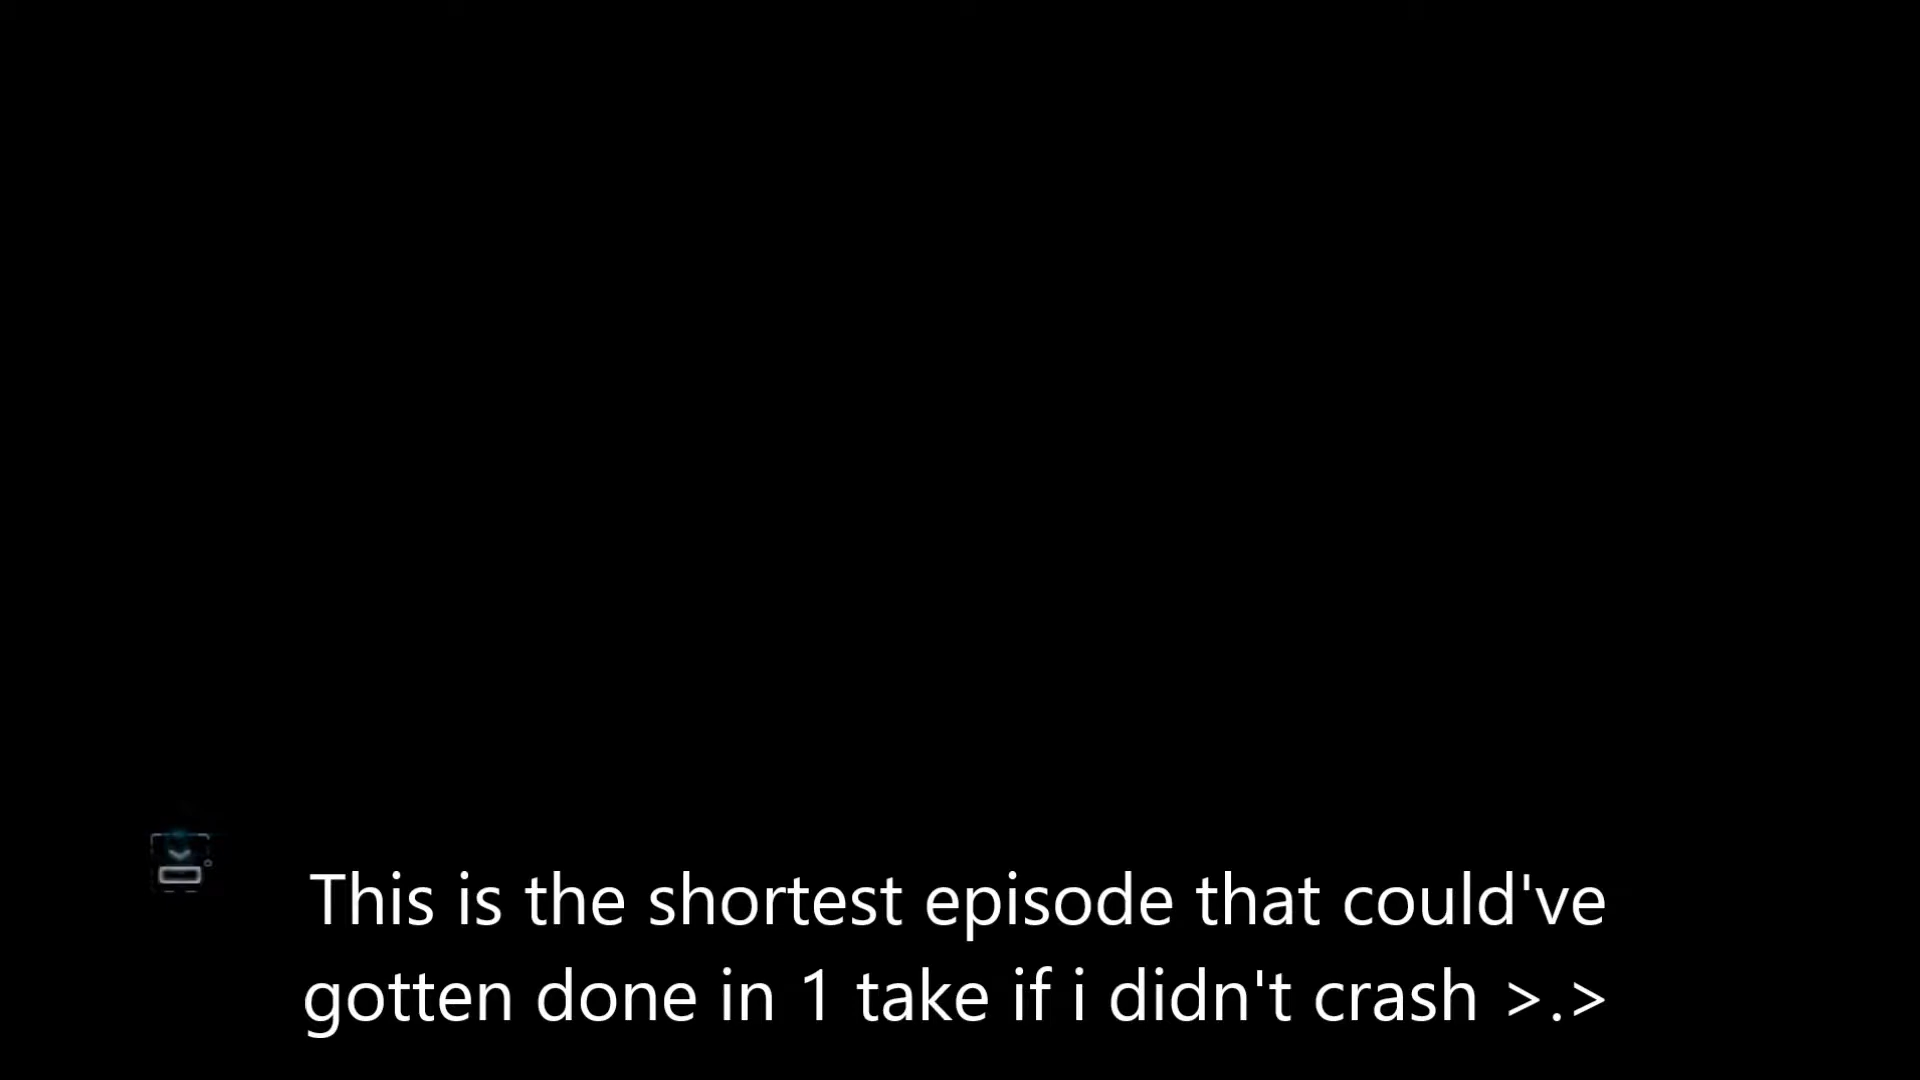 This is the shortest episode that could've
gotten done in 1 take if i didn't crash >.>